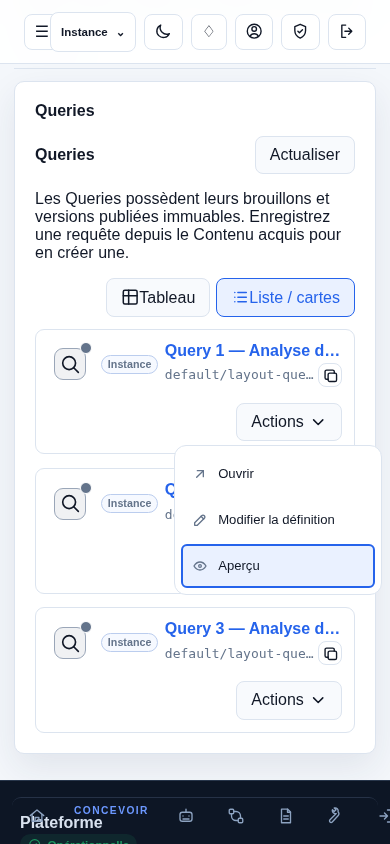 Instance
Queries
Queries
Actualiser
Les Queries possèdent leurs brouillons et
versions publiées immuables. Enregistrez
une requête depuis le Contenu acquis pour
en créer une.
Tableau
Liste / cartes
Query 1 — Analyse d…
Instance
default/layout-que…
Actions
Ouvrir
Instance
Modifier la définition
Aperçu
Query 3 — Analyse d…
Instance
default/layout-que…
Actions
CONCEVOIR
Plateforme
Opérationnelle